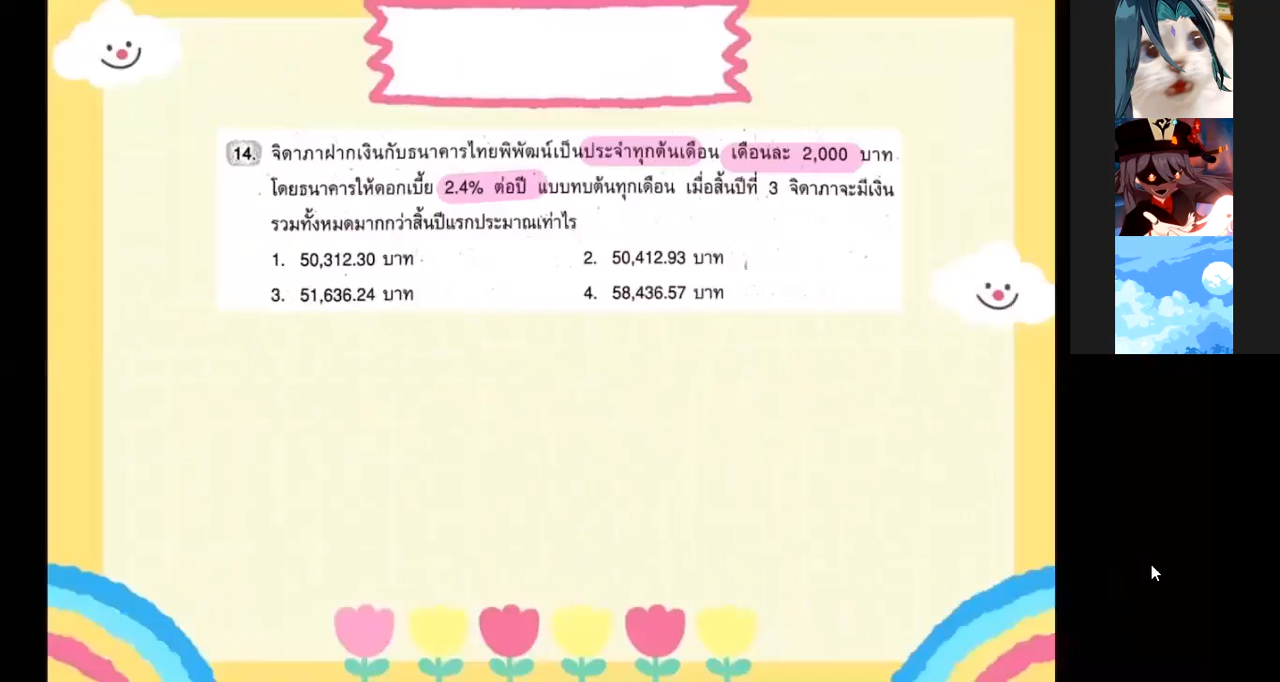 14. จิดาภาฝากเงินกับธนาคารไทยพิพัฒน์เป็นประจำทุกต้นเดือน เดือนละ 2,000 บาท
โดยธนาคารให้ดอกเบี้ย 2.4% ต่อปี แบบทบต้นทุกเดือน เมื่อสิ้นปีที่ 3 จิดาภาจะมีเงิน
รวมทั้งหมดมากกว่าสิ้นปีแรกประมาณเท่าไร
1. 50,312.30 บาท 2. 50,412.93 บาท
3. 51,636.24 บาท 4. 58,436.57 บาท